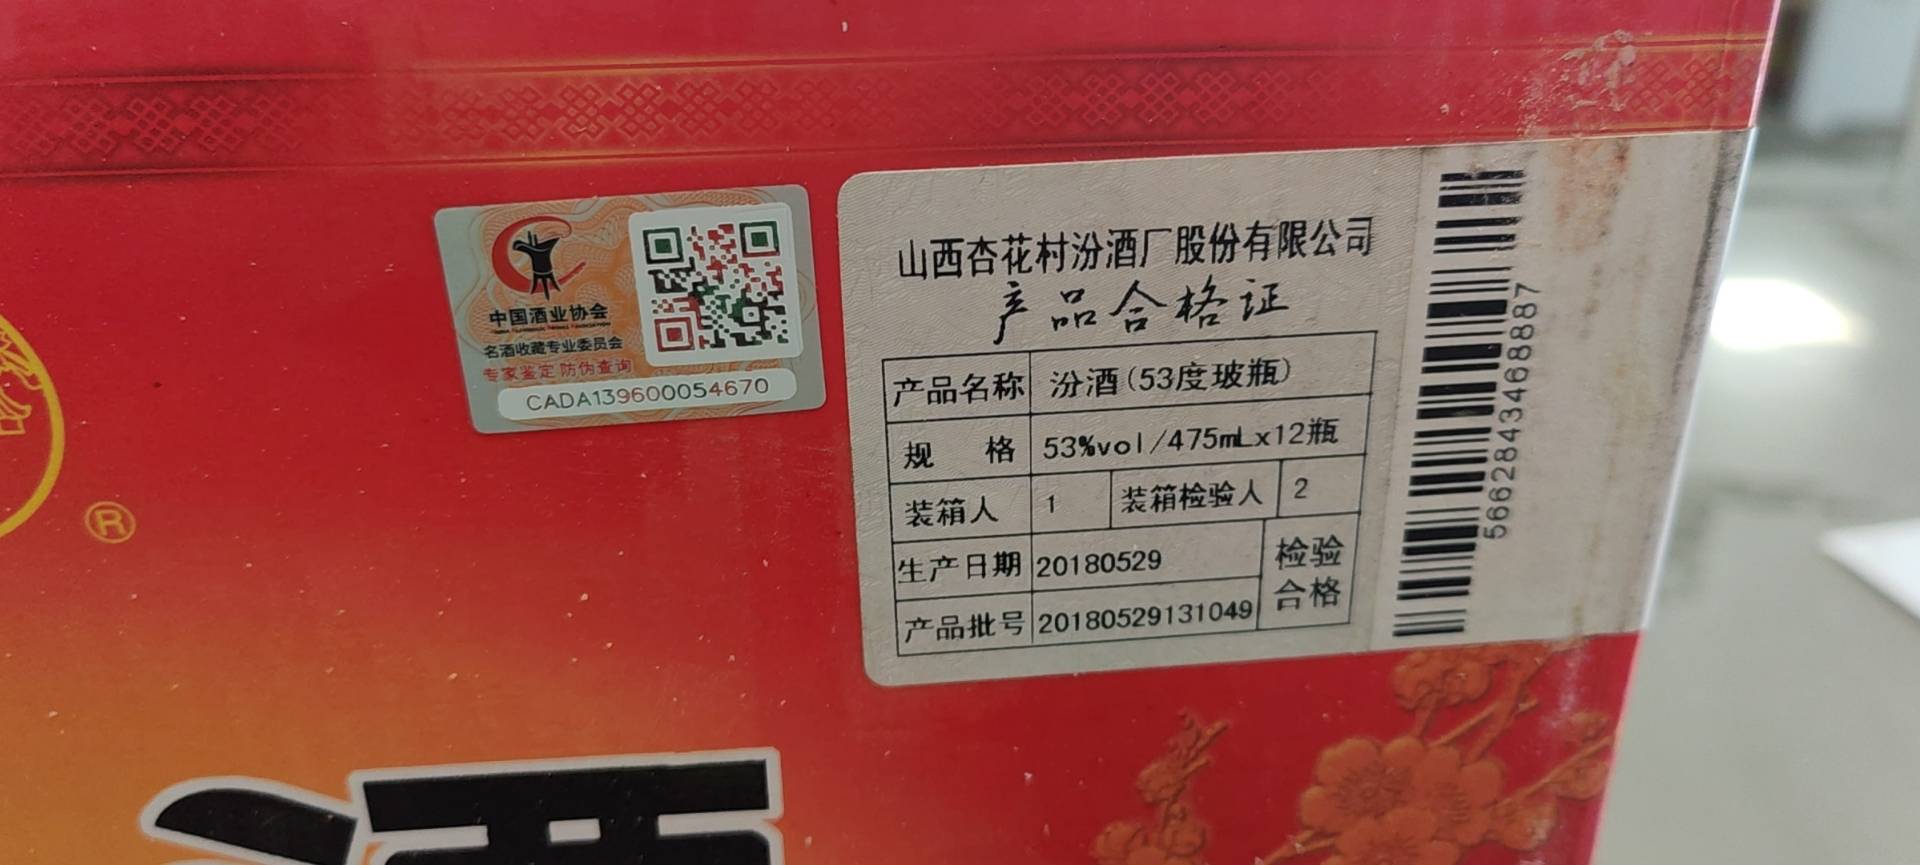 中国酒业协会
名酒收藏专业委员会
专家鉴定 防伪查询
CADA139600054670
®
山西杏花村汾酒厂股份有限公司
产品合格证
产品名称 汾酒(53度玻瓶)
规 格 53%vol/475mLx12瓶
装箱人 1 装箱检验人 2
生产日期 20180529 检验
产品批号 20180529131049 合格
5662843468887
酒